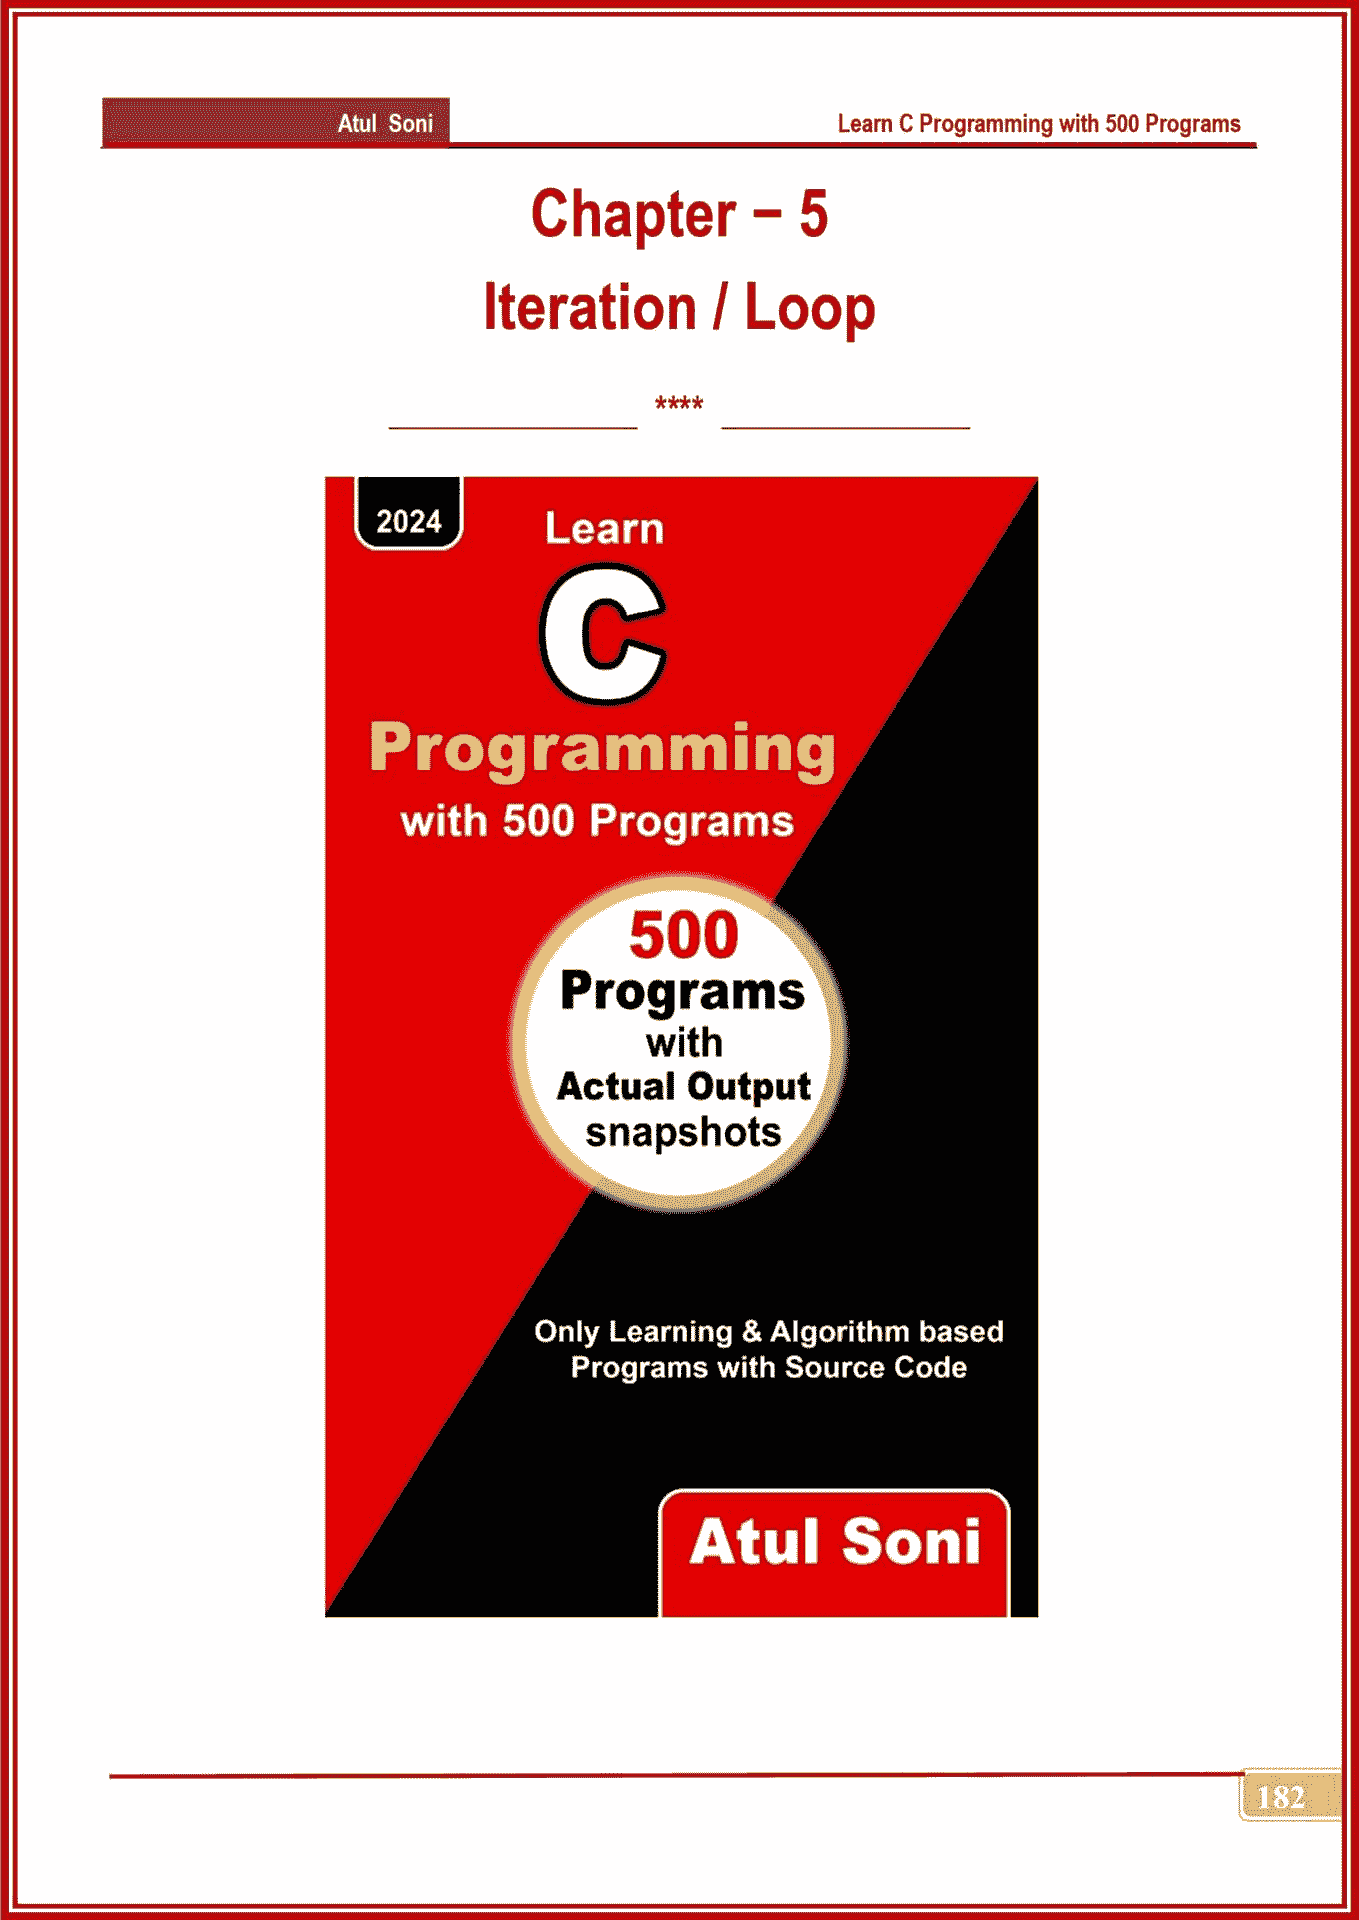 Atul  Soni
Learn C Programming with 500 Programs
Chapter – 5
Iteration / Loop
****
2024
Learn
C
Programming
with 500 Programs
500
Programs
with
Actual Output
snapshots
Only Learning & Algorithm based
Programs with Source Code
Atul Soni
182